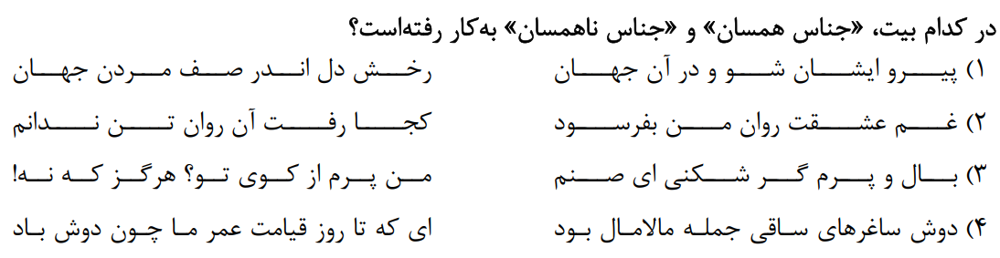 در کدام بیت، «جناس همسان» و «جناس ناهمسان» به‌کار رفته‌است؟
۱) پیرو ایشان شو و در آن جهان رخش دل اندر صف مردن جهان
۲) غم عشقت روان من بفرسود کجا رفت آن روان تن ندانم
۳) بال و پرم گر شکنی ای صنم من پرم از کوی تو؟ هرگز که نه!
۴) دوش ساغرهای ساقی جمله مالامال بود ای که تا روز قیامت عمر ما چون دوش باد